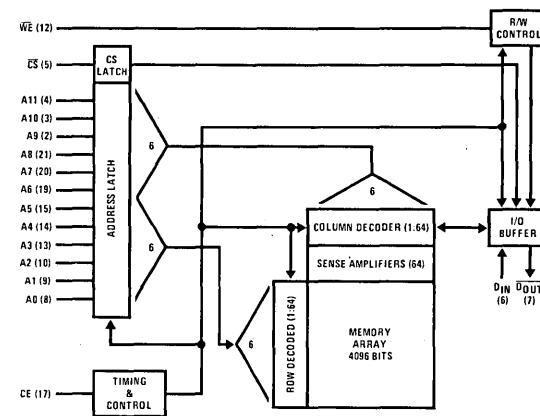 WE (12)
R/W
CONTROL
CS (5)
CS
LATCH
A11 (4)
A10 (3)
A9 (2)
A8 (21)
A7 (20)
A6 (19)
A5 (15)
A4 (14)
A3 (13)
A2 (10)
A1 (9)
A0 (8)
ADDRESS LATCH
6
6
6
COLUMN DECODER (1:64)
I/O
BUFFER
SENSE AMPLIFIERS (64)
DIN
(6)
DOUT
(7)
6
ROW DECODED (1:64)
MEMORY
ARRAY
4096 BITS
CE (17)
TIMING
&
CONTROL